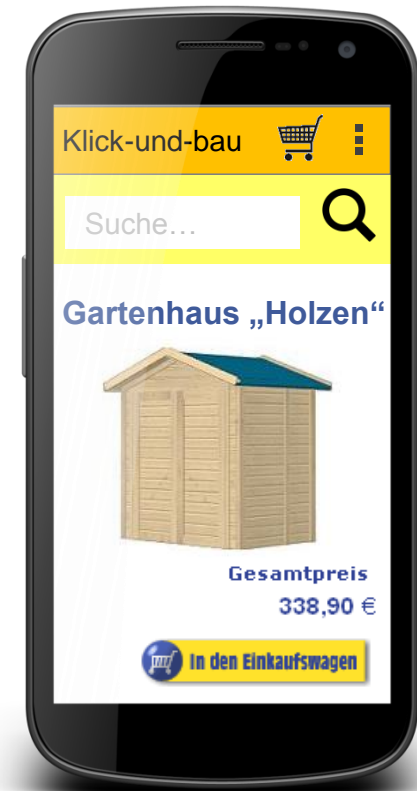 Klick-und-bau
Suche...
Gartenhaus „Holzen“
Gesamtpreis
338,90 €
In den Einkaufswagen